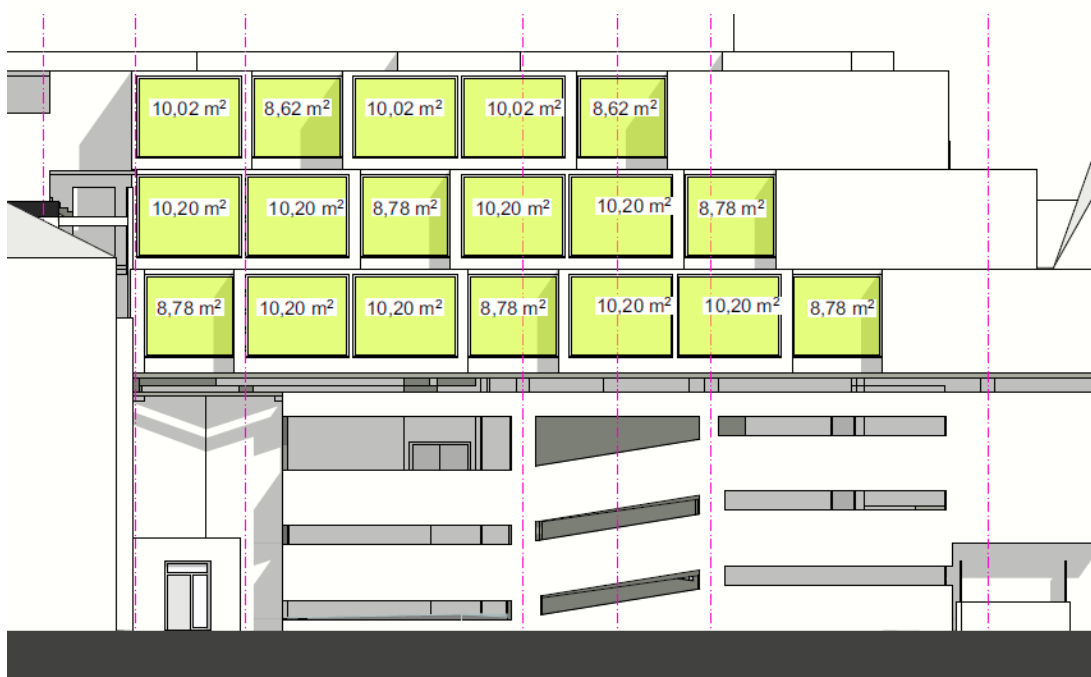 10,02 m² 8,62 m² 10,02 m² 10,02 m² 8,62 m²
10,20 m² 10,20 m² 8,78 m² 10,20 m² 10,20 m² 8,78 m²
8,78 m² 10,20 m² 10,20 m² 8,78 m² 10,20 m² 10,20 m² 8,78 m²